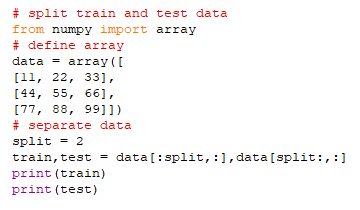 # split train and test data
from numpy import array
# define array
data = array([
[11, 22, 33],
[44, 55, 66],
[77, 88, 99]])
# separate data
split = 2
train,test = data[:split,:],data[split:,:]
print(train)
print(test)